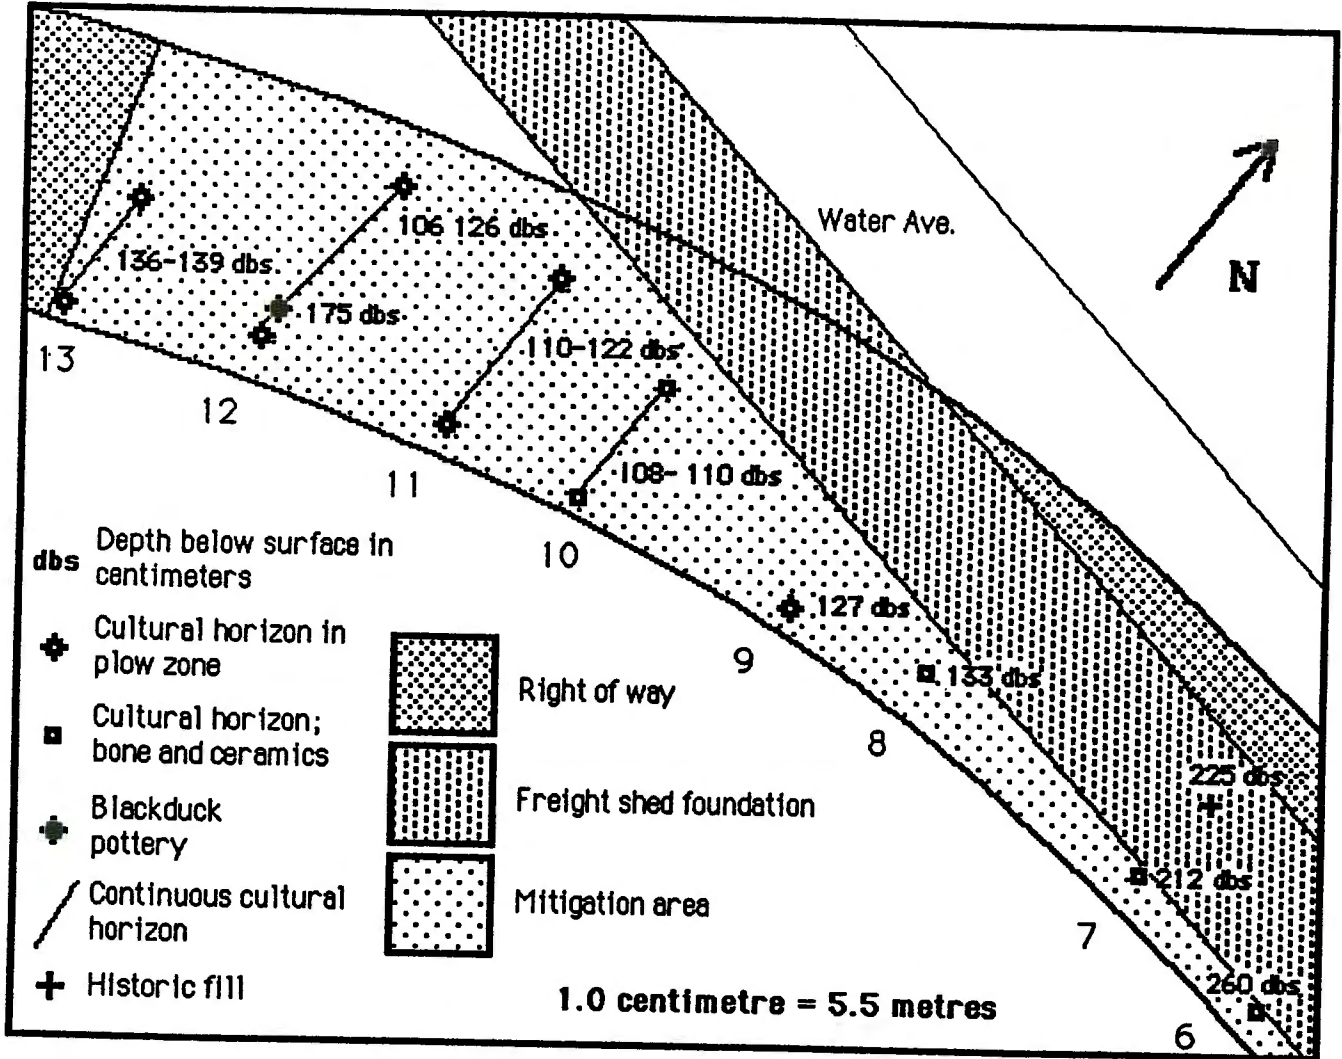 Water Ave.
N
106 126 dbs
136-139 dbs
175 dbs
110-122 dbs
108- 110 dbs
127 dbs
133 dbs
225 dbs
212 dbs
260 dbs
13
12
11
10
9
8
7
6
dbs Depth below surface in
centimeters
Cultural horizon in
plow zone
Cultural horizon;
bone and ceramics
Blackduck
pottery
Continuous cultural
horizon
Historic fill
Right of way
Freight shed foundation
Mitigation area
1.0 centimetre = 5.5 metres